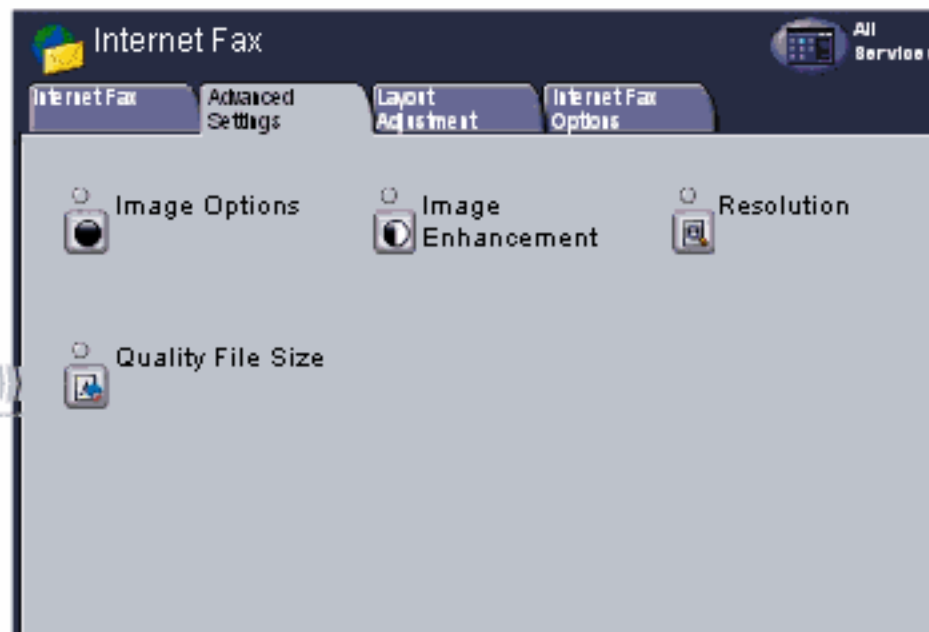 Internet Fax
All
Services
Internet Fax
Advanced
Settings
Layout
Adjustment
Internet Fax
Options
Image Options
Image
Enhancement
Resolution
Quality File Size